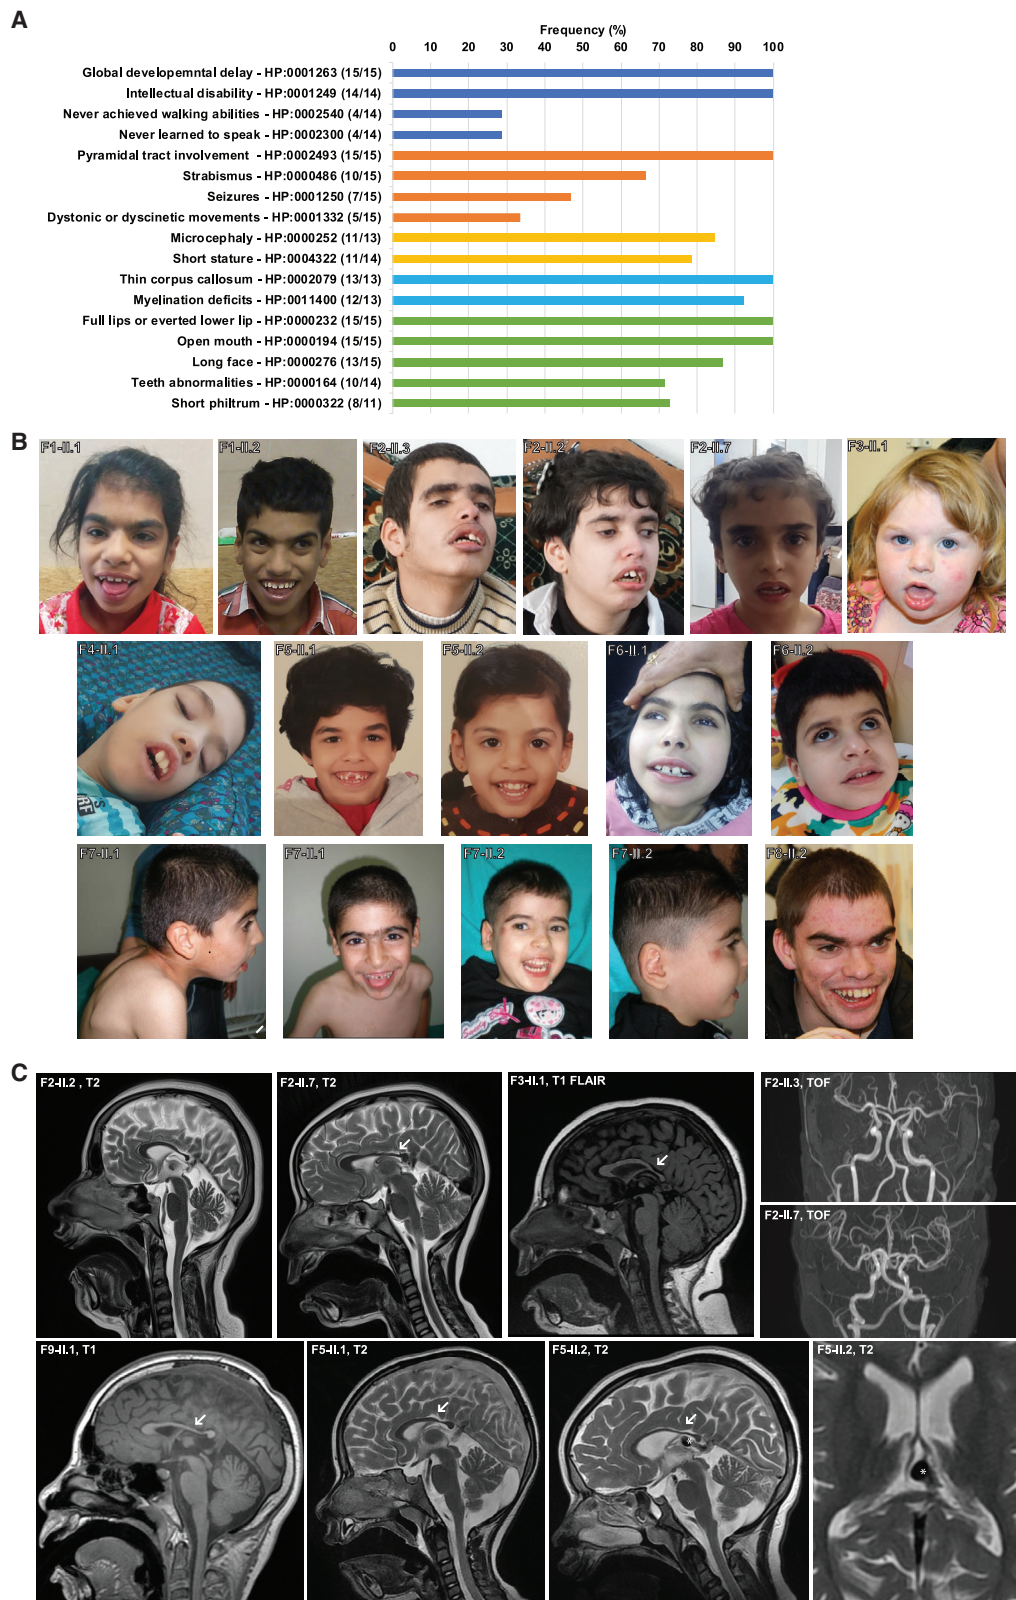 A
Frequency (%)
0 10 20 30 40 50 60 70 80 90 100
Global developemntal delay - HP:0001263 (15/15)
Intellectual disability - HP:0001249 (14/14)
Never achieved walking abilities - HP:0002540 (4/14)
Never learned to speak - HP:0002300 (4/14)
Pyramidal tract involvement - HP:0002493 (15/15)
Strabismus - HP:0000486 (10/15)
Seizures - HP:0001250 (7/15)
Dystonic or dyscinetic movements - HP:0001332 (5/15)
Microcephaly - HP:0000252 (11/13)
Short stature - HP:0004322 (11/14)
Thin corpus callosum - HP:0002079 (13/13)
Myelination deficits - HP:0011400 (12/13)
Full lips or everted lower lip - HP:0000232 (15/15)
Open mouth - HP:0000194 (15/15)
Long face - HP:0000276 (13/15)
Teeth abnormalities - HP:0000164 (10/14)
Short philtrum - HP:0000322 (8/11)
B
F1-II.1 F1-II.2 F2-II.3 F2-II.2 F2-II.7 F3-II.1
F4-II.1 F5-II.1 F5-II.2 F6-II.1 F6-II.2
F7-II.1 F7-II.1 F7-II.2 F7-II.2 F8-II.2
C
F2-II.2 , T2 F2-II.7, T2 F3-II.1, T1 FLAIR F2-II.3, TOF
F2-II.7, TOF
F9-II.1, T1 F5-II.1, T2 F5-II.2, T2 F5-II.2, T2
*
*